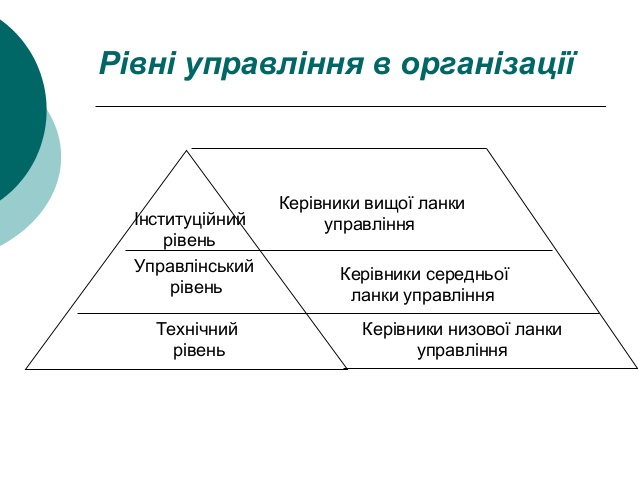 Рівні управління в організації
Інституційний
рівень
Керівники вищої ланки
управління
Управлінський
рівень
Керівники середньої
ланки управління
Технічний
рівень
Керівники низової ланки
управління